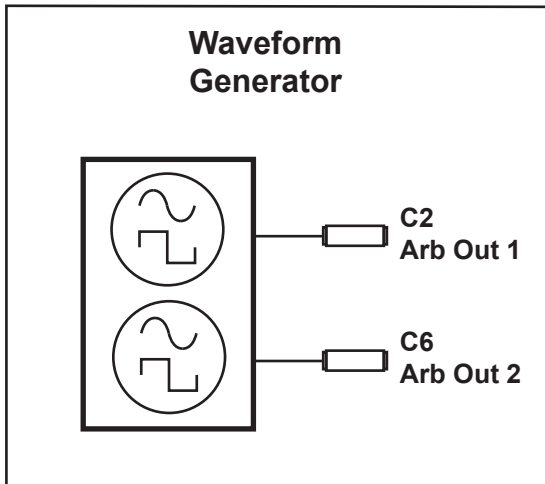 Waveform
Generator
C2
Arb Out 1
C6
Arb Out 2